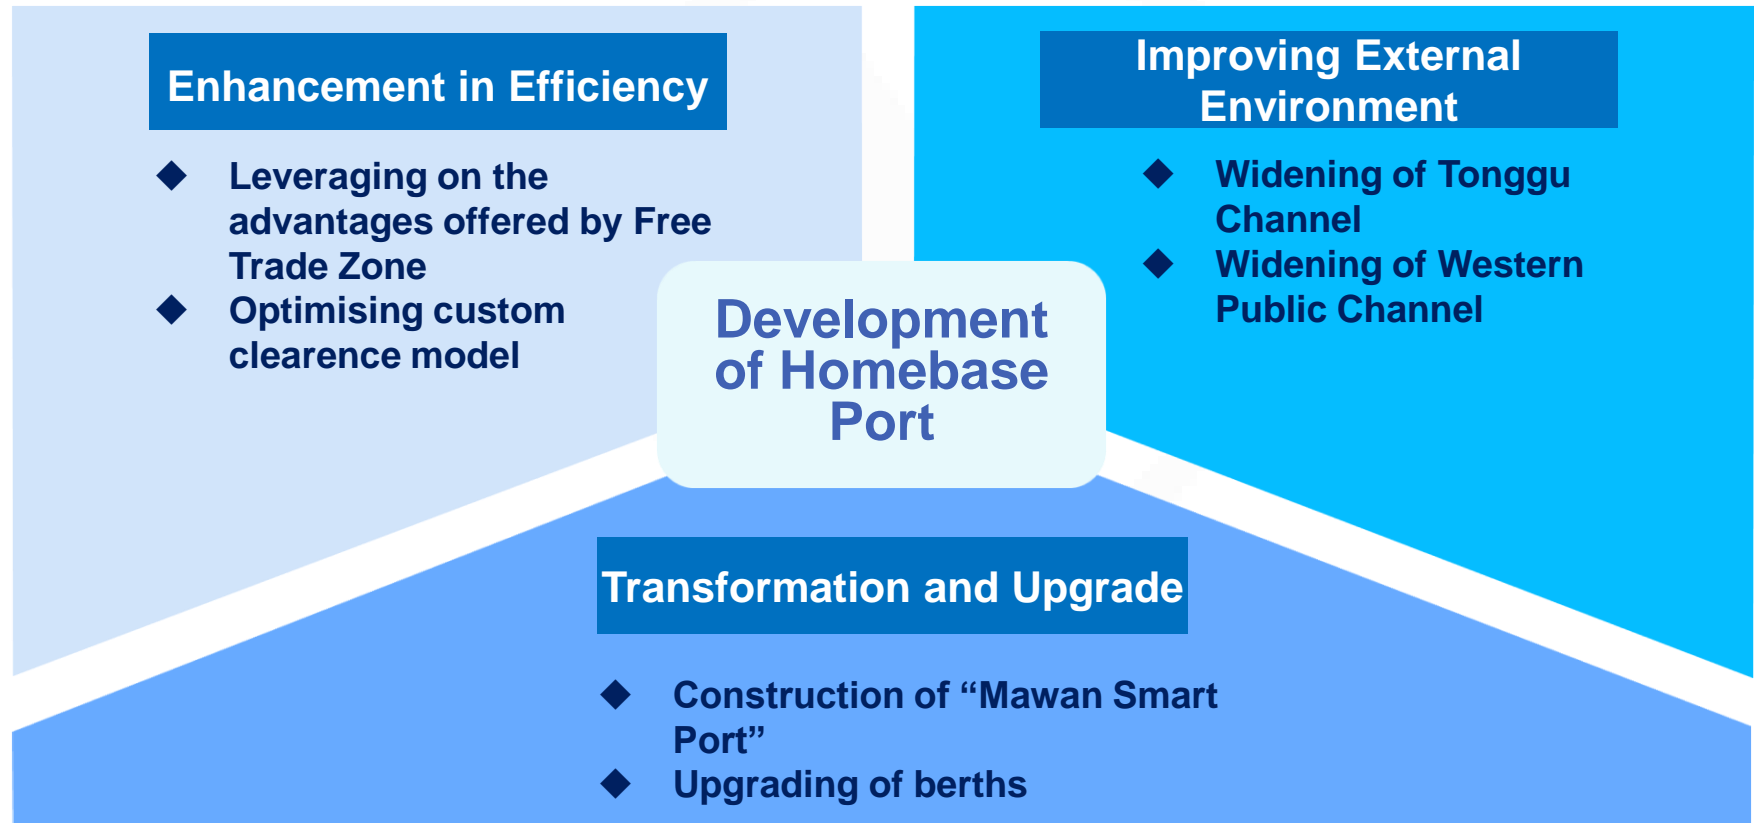 Enhancement in Efficiency
◆ Leveraging on the
advantages offered by Free
Trade Zone
◆ Optimising custom
clearence model
Improving External
Environment
◆ Widening of Tonggu
Channel
◆ Widening of Western
Public Channel
Development
of Homebase
Port
Transformation and Upgrade
◆ Construction of “Mawan Smart
Port”
◆ Upgrading of berths